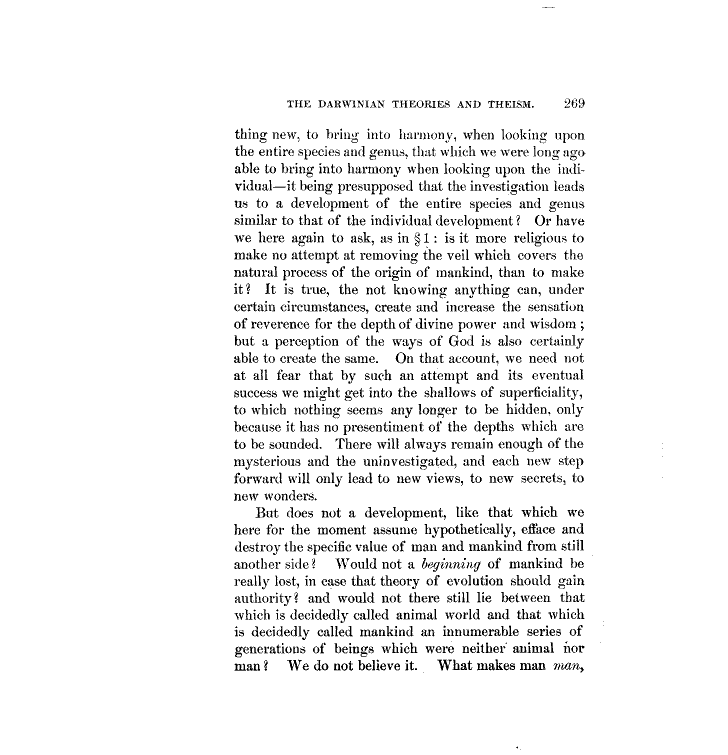 THE DARWINIAN THEORIES AND THEISM. 269
thing new, to bring into harmony, when looking upon
the entire species and genus, that which we were long ago
able to bring into harmony when looking upon the indi-
vidual—it being presupposed that the investigation leads
us to a development of the entire species and genus
similar to that of the individual development? Or have
we here again to ask, as in § 1: is it more religious to
make no attempt at removing the veil which covers the
natural process of the origin of mankind, than to make
it? It is true, the not knowing anything can, under
certain circumstances, create and increase the sensation
of reverence for the depth of divine power and wisdom;
but a perception of the ways of God is also certainly
able to create the same. On that account, we need not
at all fear that by such an attempt and its eventual
success we might get into the shallows of superficiality,
to which nothing seems any longer to be hidden, only
because it has no presentiment of the depths which are
to be sounded. There will always remain enough of the
mysterious and the uninvestigated, and each new step
forward will only lead to new views, to new secrets, to
new wonders.
But does not a development, like that which we
here for the moment assume hypothetically, efface and
destroy the specific value of man and mankind from still
another side? Would not a beginning of mankind be
really lost, in case that theory of evolution should gain
authority? and would not there still lie between that
which is decidedly called animal world and that which
is decidedly called mankind an innumerable series of
generations of beings which were neither animal nor
man? We do not believe it. What makes man man,